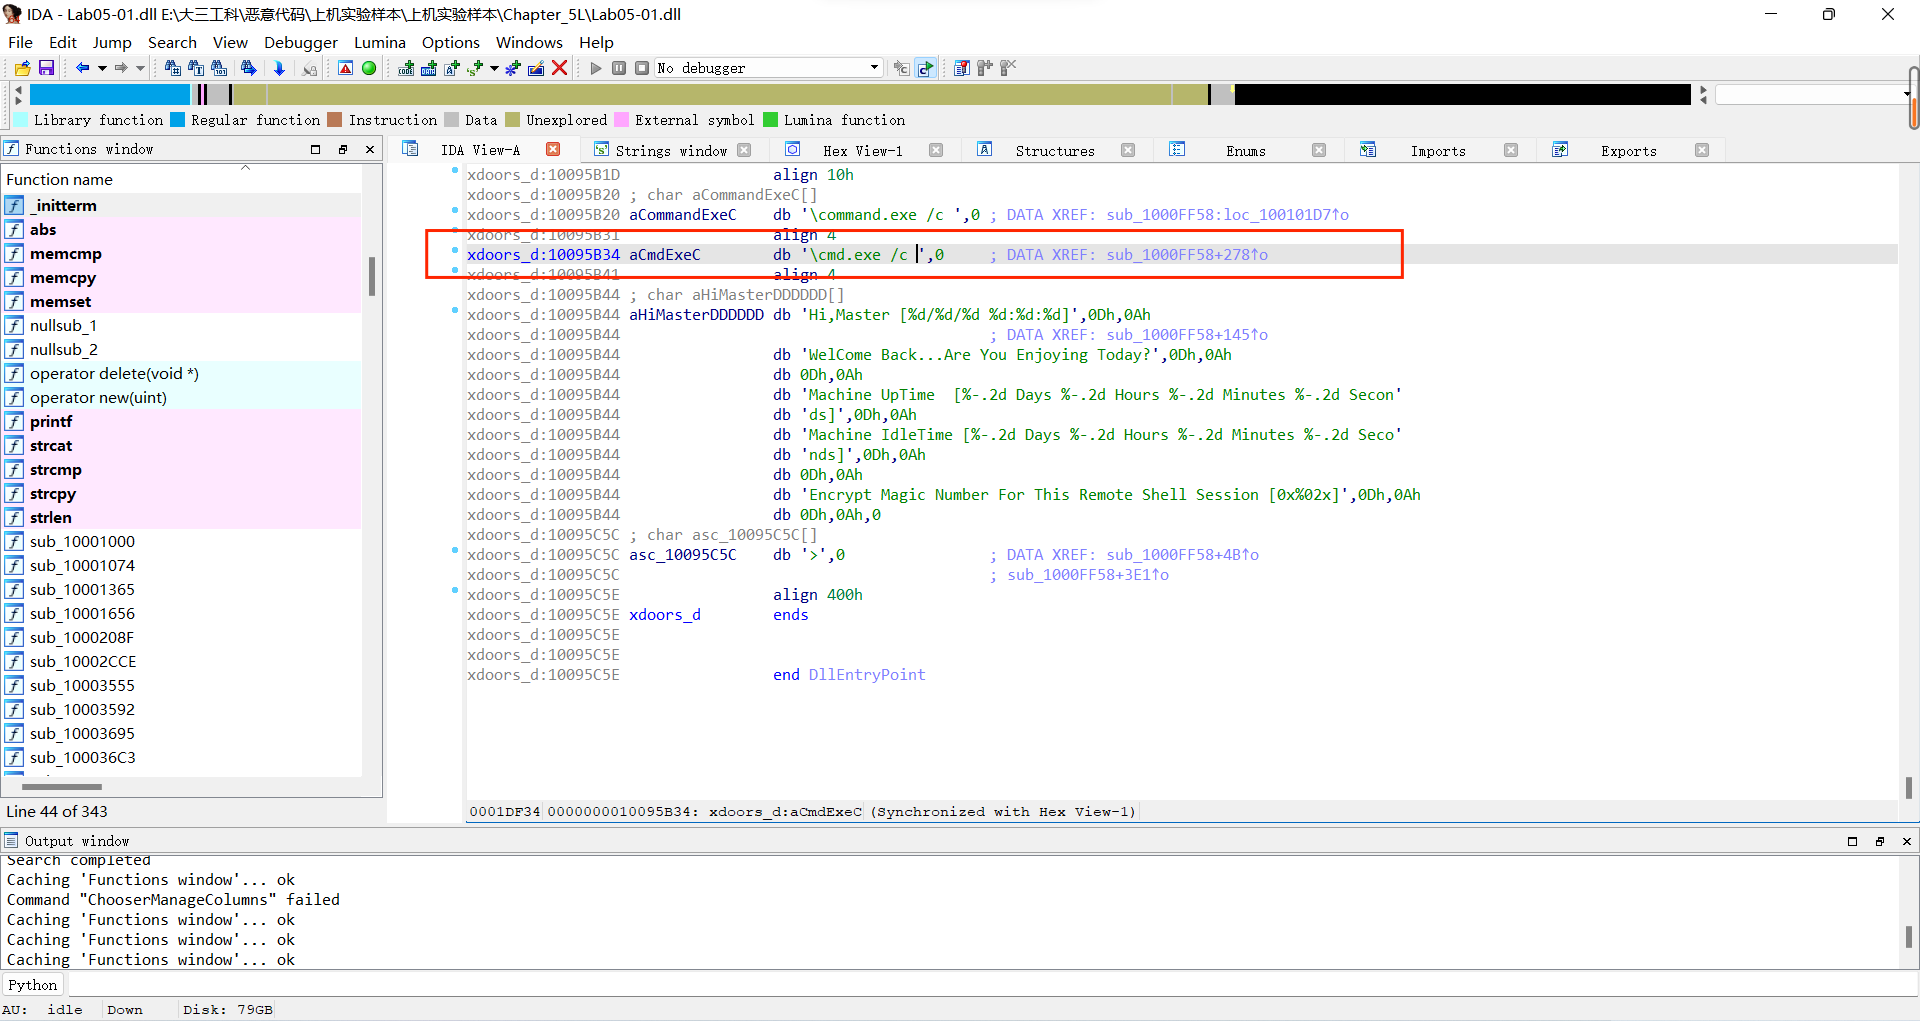 IDA - Lab05-01.dll E:\大三工科\恶意代码\上机实验样本\上机实验样本\Chapter_5L\Lab05-01.dll
File Edit Jump Search View Debugger Lumina Options Windows Help
No debugger
Library function Regular function Instruction Data Unexplored External symbol Lumina function
Functions window
IDA View-A Strings window Hex View-1 Structures Enums Imports Exports
Function name
_initterm
abs
memcmp
memcpy
memset
nullsub_1
nullsub_2
operator delete(void *)
operator new(uint)
printf
strcat
strcmp
strcpy
strlen
sub_10001000
sub_10001074
sub_10001365
sub_10001656
sub_1000208F
sub_10002CCE
sub_10003555
sub_10003592
sub_10003695
sub_100036C3
Line 44 of 343
xdoors_d:10095B1D align 10h
xdoors_d:10095B20 ; char aCommandExeC[]
xdoors_d:10095B20 aCommandExeC db '\command.exe /c ',0 ; DATA XREF: sub_1000FF58:loc_100101D7↑o
xdoors_d:10095B31 align 4
xdoors_d:10095B34 aCmdExeC db '\cmd.exe /c ',0 ; DATA XREF: sub_1000FF58+278↑o
xdoors_d:10095B41 align 4
xdoors_d:10095B44 ; char aHiMasterDDDDDD[]
xdoors_d:10095B44 aHiMasterDDDDDD db 'Hi,Master [%d/%d/%d %d:%d:%d]',0Dh,0Ah
xdoors_d:10095B44 ; DATA XREF: sub_1000FF58+145↑o
xdoors_d:10095B44 db 'WelCome Back...Are You Enjoying Today?',0Dh,0Ah
xdoors_d:10095B44 db 0Dh,0Ah
xdoors_d:10095B44 db 'Machine UpTime  [%-.2d Days %-.2d Hours %-.2d Minutes %-.2d Secon'
xdoors_d:10095B44 db 'ds]',0Dh,0Ah
xdoors_d:10095B44 db 'Machine IdleTime [%-.2d Days %-.2d Hours %-.2d Minutes %-.2d Seco'
xdoors_d:10095B44 db 'nds]',0Dh,0Ah
xdoors_d:10095B44 db 0Dh,0Ah
xdoors_d:10095B44 db 'Encrypt Magic Number For This Remote Shell Session [0x%02x]',0Dh,0Ah
xdoors_d:10095B44 db 0Dh,0Ah,0
xdoors_d:10095C5C ; char asc_10095C5C[]
xdoors_d:10095C5C asc_10095C5C db '>',0 ; DATA XREF: sub_1000FF58+4B↑o
xdoors_d:10095C5C ; sub_1000FF58+3E1↑o
xdoors_d:10095C5E align 400h
xdoors_d:10095C5E xdoors_d ends
xdoors_d:10095C5E
xdoors_d:10095C5E
xdoors_d:10095C5E end DllEntryPoint
0001DF34 0000000010095B34: xdoors_d:aCmdExeC (Synchronized with Hex View-1)
Output window
Search completed
Caching 'Functions window'... ok
Command "ChooserManageColumns" failed
Caching 'Functions window'... ok
Caching 'Functions window'... ok
Caching 'Functions window'... ok
Python
AU: idle Down Disk: 79GB